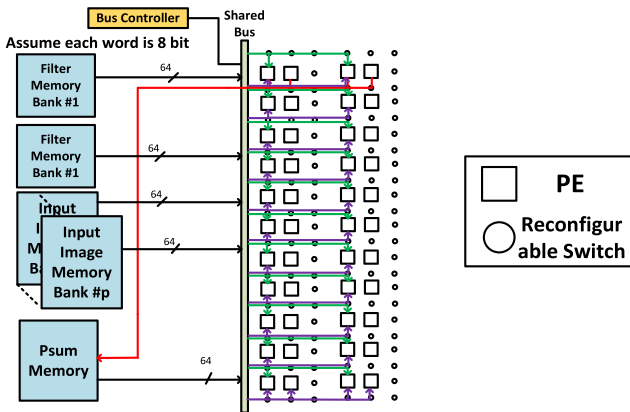 Bus Controller
Shared
Bus
Assume each word is 8 bit
Filter
Memory
Bank #1
64
Filter
Memory
Bank #1
64
Input
64
Input
Image
Memory
Bank #p
64
Psum
Memory
64
PE
Reconfigur
able Switch